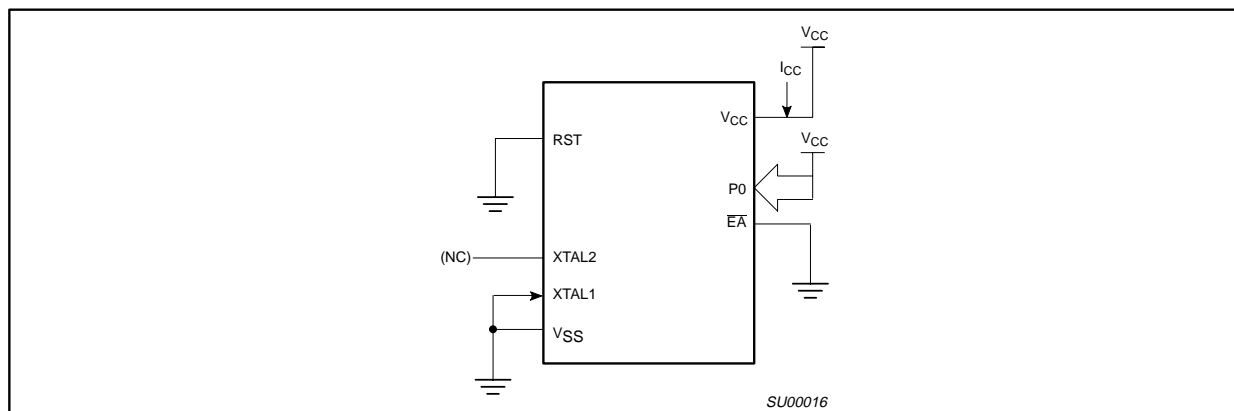 VCC
ICC
VCC
RST
VCC
P0
EA
(NC)
XTAL2
XTAL1
VSS
SU00016